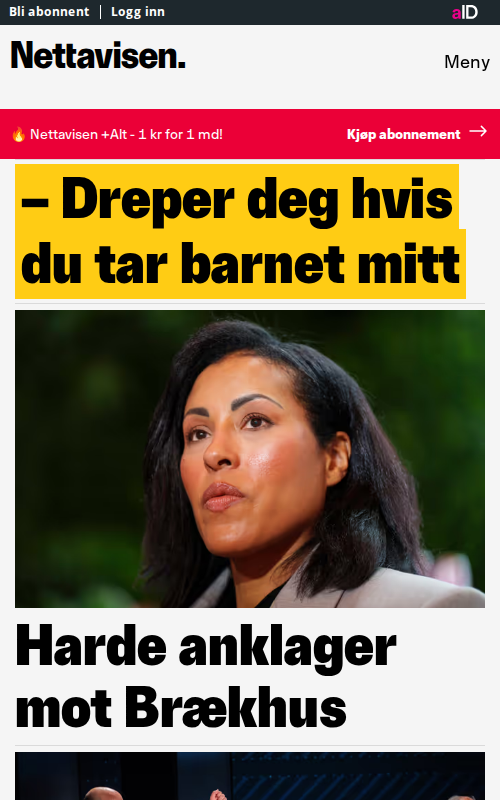 Bli abonnent | Logg inn
aID
Nettavisen.
Meny
🔥 Nettavisen +Alt - 1 kr for 1 md!
Kjøp abonnement →
– Dreper deg hvis
du tar barnet mitt
Harde anklager
mot Brækhus